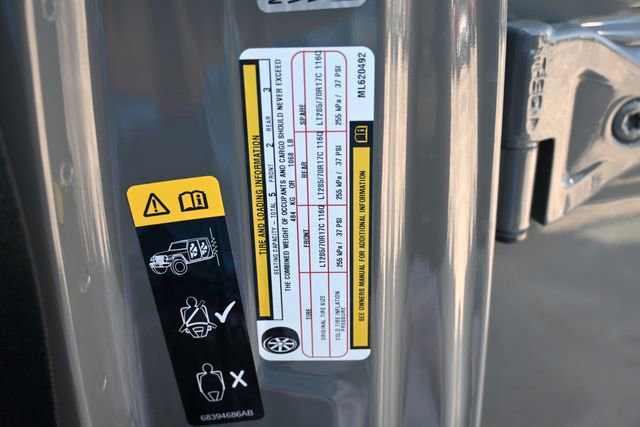 TIRE AND LOADING INFORMATION
SEATING CAPACITY - TOTAL 5 FRONT 2 REAR 3
THE COMBINED WEIGHT OF OCCUPANTS AND CARGO SHOULD NEVER EXCEED
484 KG OR 1068 LB
TIRE FRONT REAR SPARE
ORIGINAL TIRE SIZE LT285/70R17C 116Q LT285/70R17C 116Q LT285/70R17C 116Q
COLD TIRE INFLATION PRESSURE 255 kPa / 37 PSI 255 kPa / 37 PSI 255 kPa / 37 PSI
SEE OWNERS MANUAL FOR ADDITIONAL INFORMATION
ML620492
68394686AB